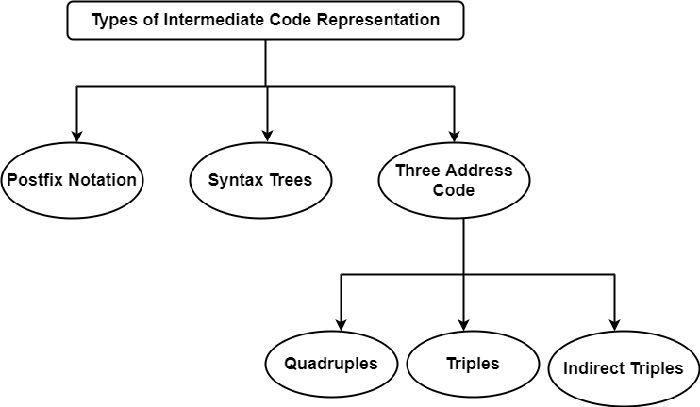 Types of Intermediate Code Representation
Postfix Notation
Syntax Trees
Three Address
Code
Quadruples
Triples
Indirect Triples